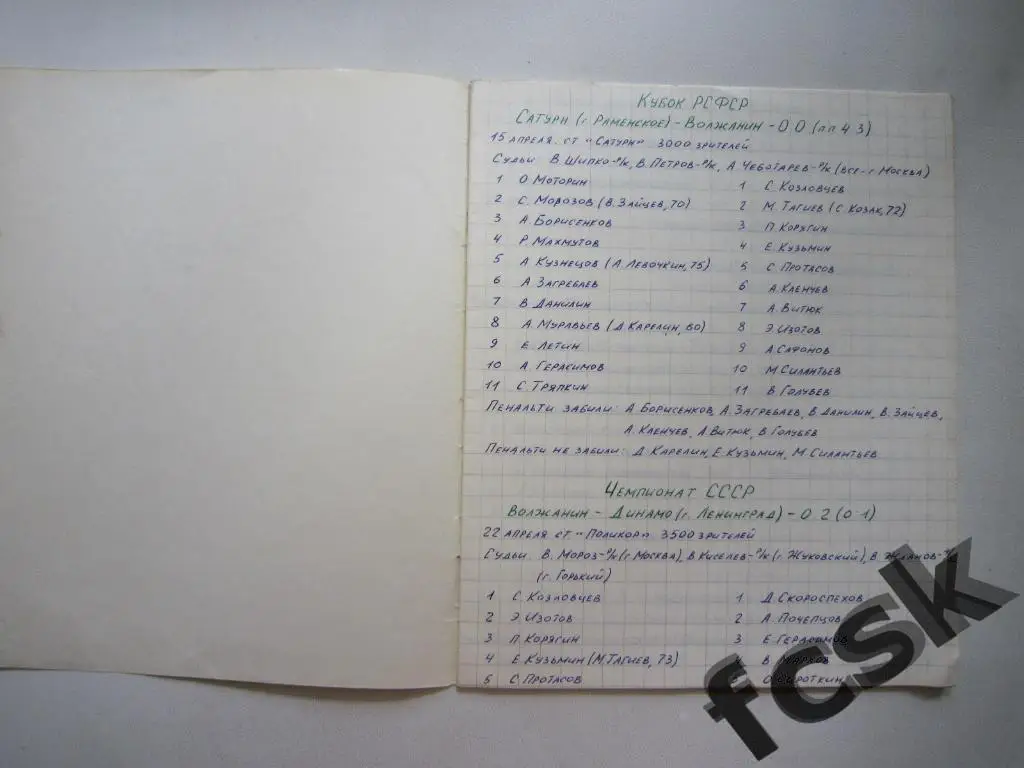 Кубок РСФСР
Сатурн (г. Раменское) - Волжанин - 0:0 (пп 4:3)
15 апреля. ст. "Сатурн" 3000 зрителей
Судьи: В. Шипко-р/к, В. Петров-р/к, А. Чеботарев-р/к (все-г. Москва)
1 О. Моторин 1 С. Козловцев
2 С. Морозов (В. Зайцев, 70) 2 М. Тагиев (С. Козак, 72)
3 А. Борисенков 3 П. Корягин
4 Р. Махмутов 4 Е. Кузьмин
5 А. Кузнецов (А. Левочкин, 75) 5 С. Протасов
6 А. Загребаев 6 А. Кленчев
7 В. Данилин 7 А. Витюк
8 А. Муравьев (Д. Карелин, 60) 8 Э. Изотов
9 Е. Летин 9 А. Сафонов
10 А. Герасимов 10 М. Силантьев
11 С. Тряпкин 11 В. Голубев
Пенальти забили: А. Борисенков, А. Загребаев, В. Данилин, В. Зайцев,
А. Кленчев, А. Витюк, В. Голубев
Пенальти не забили: Д. Карелин, Е. Кузьмин, М. Силантьев
Чемпионат СССР
Волжанин - Динамо (г. Ленинград) - 0:2 (0:1)
22 апреля ст. "Поликор" 3500 зрителей
Судьи: В. Мороз-р/к (г. Москва), В. Киселев-р/к (г. Жуковский), В. Жданов-р/к
(г. Горький)
1 С. Козловцев 1 Д. Скороспехов
2 Э. Изотов 2 А. Почепцов
3 П. Корягин 3 Е. Герасимов
4 Е. Кузьмин (М. Тагиев, 73) 4 В.
5 С. Протасов 5 О. Сироткин
fcsk